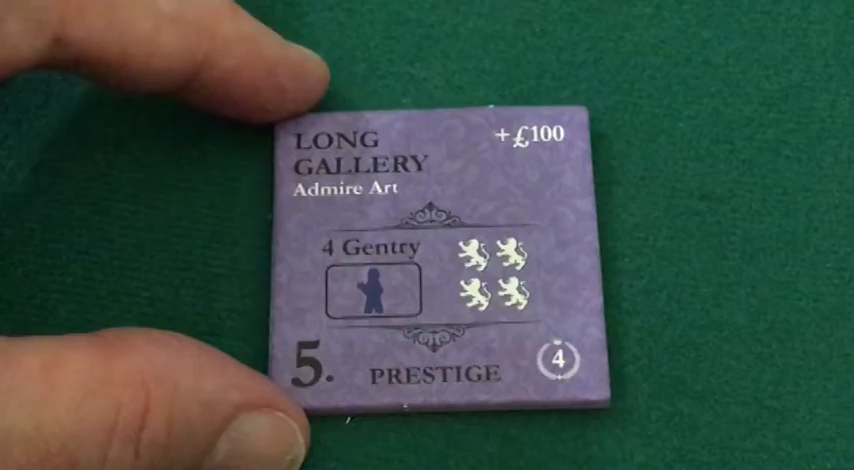 LONG
GALLERY
+£100
Admire Art
4 Gentry
5.
PRESTIGE
4